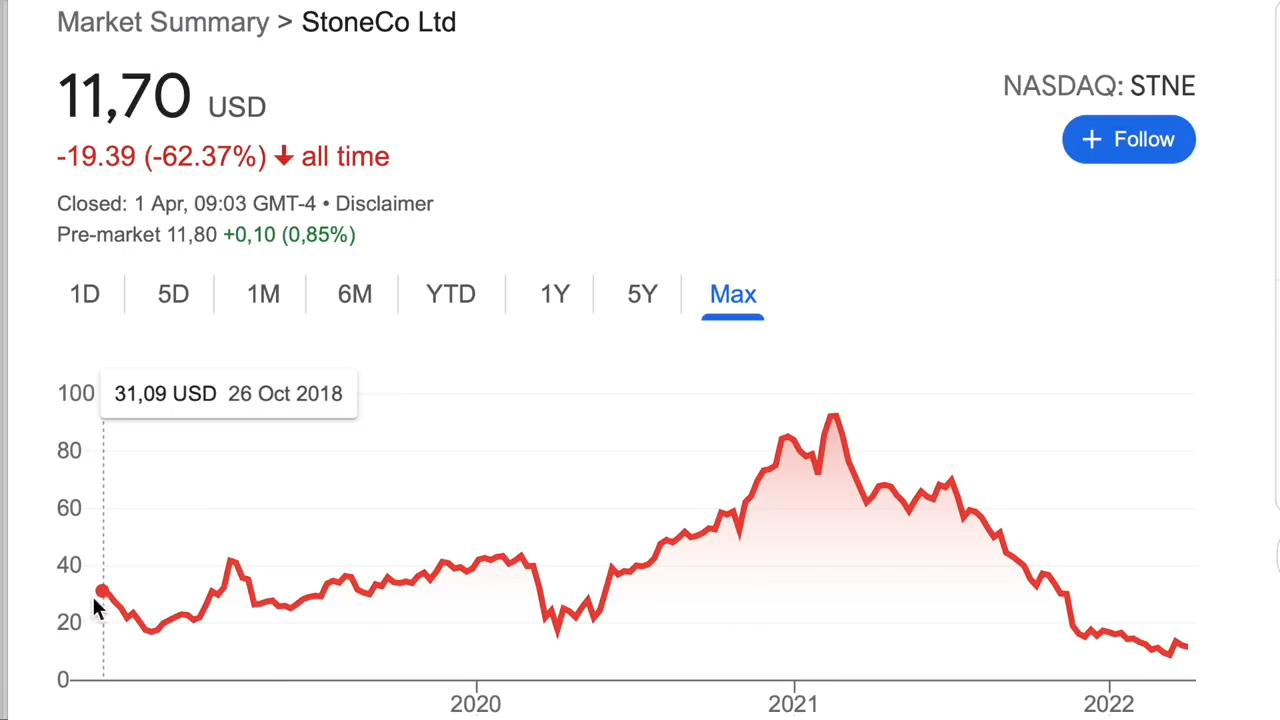 Market Summary > StoneCo Ltd
11,70 USD
NASDAQ: STNE
-19.39 (-62.37%) ↓ all time
+ Follow
Closed: 1 Apr, 09:03 GMT-4 • Disclaimer
Pre-market 11,80 +0,10 (0,85%)
1D 5D 1M 6M YTD 1Y 5Y Max
100
31,09 USD 26 Oct 2018
80
60
40
20
0
2020 2021 2022